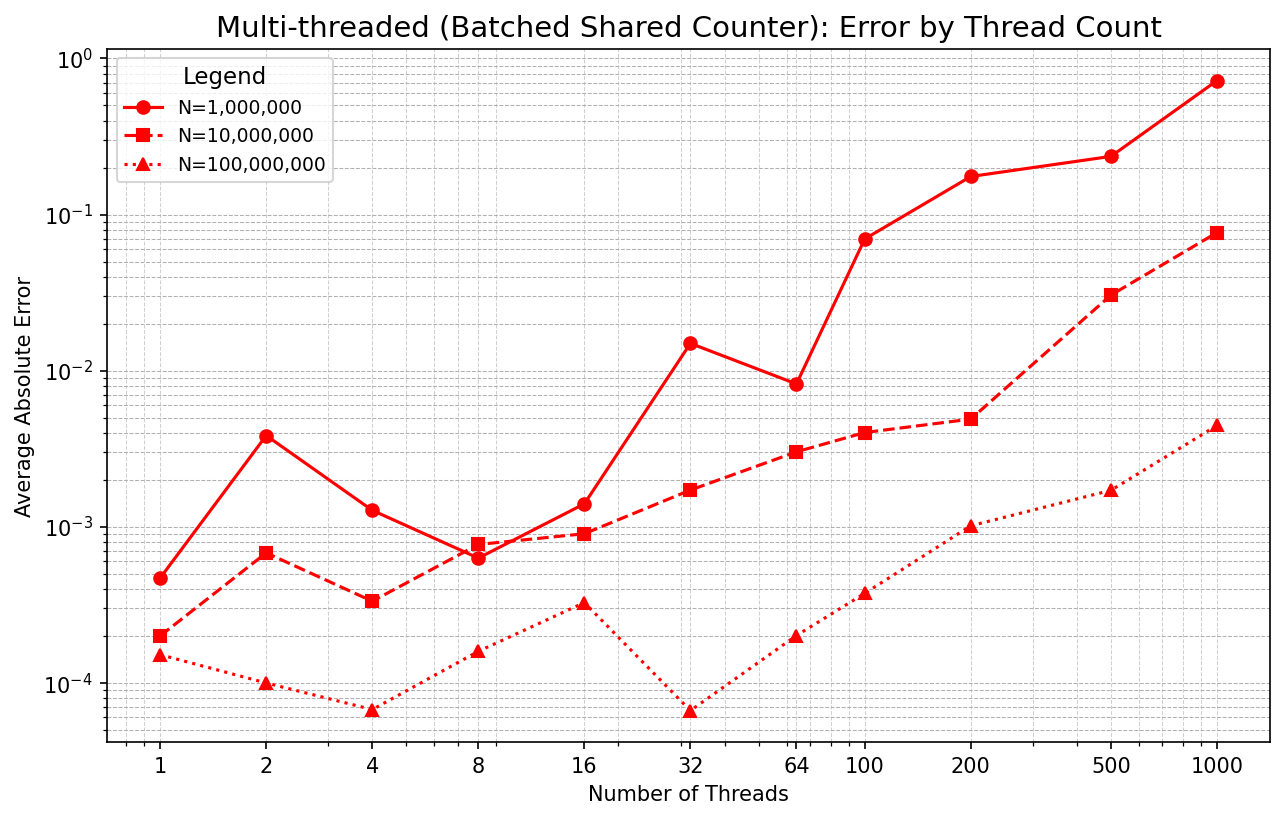 Multi-threaded (Batched Shared Counter): Error by Thread Count
Legend
N=1,000,000
N=10,000,000
N=100,000,000
Average Absolute Error
10⁰
10⁻¹
10⁻²
10⁻³
10⁻⁴
1 2 4 8 16 32 64 100 200 500 1000
Number of Threads